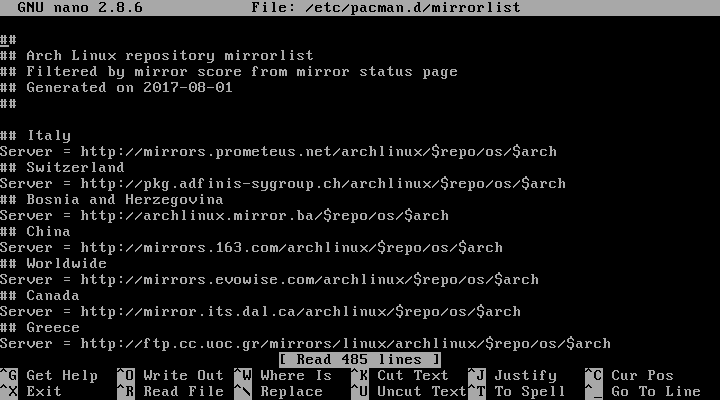 GNU nano 2.8.6 File: /etc/pacman.d/mirrorlist
##
## Arch Linux repository mirrorlist
## Filtered by mirror score from mirror status page
## Generated on 2017-08-01
##
## Italy
Server = http://mirrors.prometeus.net/archlinux/$repo/os/$arch
## Switzerland
Server = http://pkg.adfinis-sygroup.ch/archlinux/$repo/os/$arch
## Bosnia and Herzegovina
Server = http://archlinux.mirror.ba/$repo/os/$arch
## China
Server = http://mirrors.163.com/archlinux/$repo/os/$arch
## Worldwide
Server = http://mirrors.evowise.com/archlinux/$repo/os/$arch
## Canada
Server = http://mirror.its.dal.ca/archlinux/$repo/os/$arch
## Greece
Server = http://ftp.cc.uoc.gr/mirrors/linux/archlinux/$repo/os/$arch
[ Read 485 lines ]
^G Get Help ^O Write Out ^W Where Is ^K Cut Text ^J Justify ^C Cur Pos
^X Exit ^R Read File ^\ Replace ^U Uncut Text ^T To Spell ^_ Go To Line